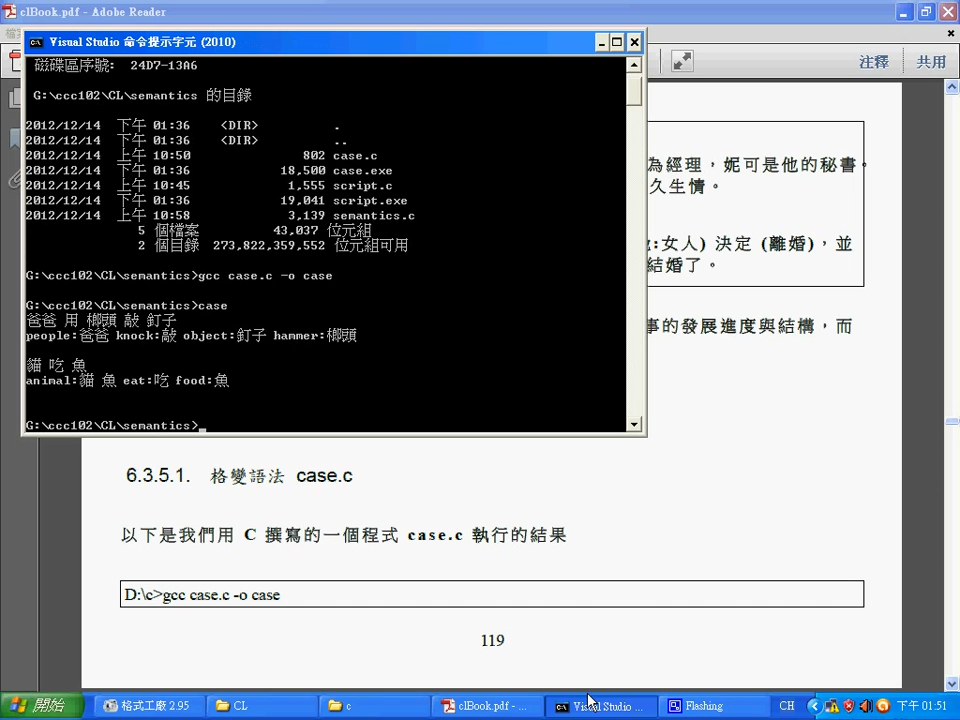 clBook.pdf - Adobe Reader
Visual Studio 命令提示字元 (2010)
磁碟區序號: 24D7-13A6
G:\ccc102\CL\semantics 的目錄
2012/12/14 下午 01:36 <DIR> .
2012/12/14 下午 01:36 <DIR> ..
2012/12/14 上午 10:50 802 case.c
2012/12/14 下午 01:36 18,500 case.exe
2012/12/14 上午 10:45 1,555 script.c
2012/12/14 下午 01:36 19,041 script.exe
2012/12/14 上午 10:58 3,139 semantics.c
5 個檔案 43,037 位元組
2 個目錄 273,822,359,552 位元組可用
G:\ccc102\CL\semantics>gcc case.c -o case
G:\ccc102\CL\semantics>case
爸爸 用 榔頭 敲 釘子
people:爸爸 knock:敲 object:釘子 hammer:榔頭
貓 吃 魚
animal:貓 魚 eat:吃 food:魚
G:\ccc102\CL\semantics>
注釋 共用
為經理，妮可是他的秘書。
久生情。
:女人) 決定 (離婚)，並
結婚了。
事的發展進度與結構，而
6.3.5.1. 格變語法 case.c
以下是我們用 C 撰寫的一個程式 case.c 執行的結果
D:\c>gcc case.c -o case
119
開始 格式工廠 2.95 CL c clBook.pdf - ... Visual Studio ... Flashing CH 下午 01:51